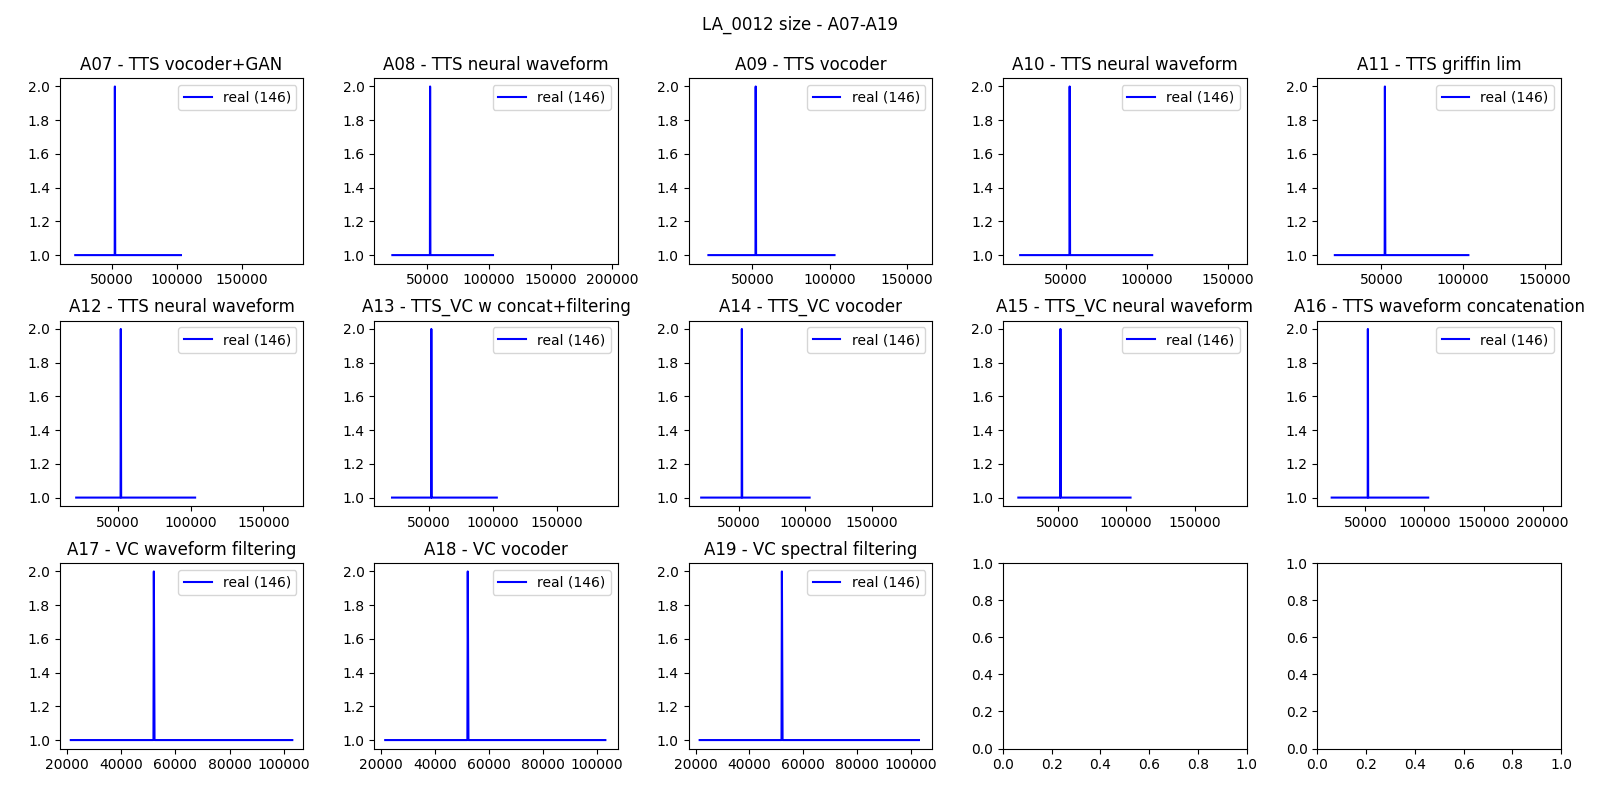 LA_0012 size - A07-A19
A07 - TTS vocoder+GAN
2.0
1.8
1.6
1.4
1.2
1.0
real (146)
50000 100000 150000
A08 - TTS neural waveform
2.0
1.8
1.6
1.4
1.2
1.0
real (146)
50000 100000 150000 200000
A09 - TTS vocoder
2.0
1.8
1.6
1.4
1.2
1.0
real (146)
50000 100000 150000
A10 - TTS neural waveform
2.0
1.8
1.6
1.4
1.2
1.0
real (146)
50000 100000 150000
A11 - TTS griffin lim
2.0
1.8
1.6
1.4
1.2
1.0
real (146)
50000 100000 150000
A12 - TTS neural waveform
2.0
1.8
1.6
1.4
1.2
1.0
real (146)
50000 100000 150000
A13 - TTS_VC w concat+filtering
2.0
1.8
1.6
1.4
1.2
1.0
real (146)
50000 100000 150000
A14 - TTS_VC vocoder
2.0
1.8
1.6
1.4
1.2
1.0
real (146)
50000 100000 150000
A15 - TTS_VC neural waveform
2.0
1.8
1.6
1.4
1.2
1.0
real (146)
50000 100000 150000
A16 - TTS waveform concatenation
2.0
1.8
1.6
1.4
1.2
1.0
real (146)
50000 100000 150000 200000
A17 - VC waveform filtering
2.0
1.8
1.6
1.4
1.2
1.0
real (146)
20000 40000 60000 80000 100000
A18 - VC vocoder
2.0
1.8
1.6
1.4
1.2
1.0
real (146)
20000 40000 60000 80000 100000
A19 - VC spectral filtering
2.0
1.8
1.6
1.4
1.2
1.0
real (146)
20000 40000 60000 80000 100000
1.0
0.8
0.6
0.4
0.2
0.0
0.0 0.2 0.4 0.6 0.8 1.0
1.0
0.8
0.6
0.4
0.2
0.0
0.0 0.2 0.4 0.6 0.8 1.0